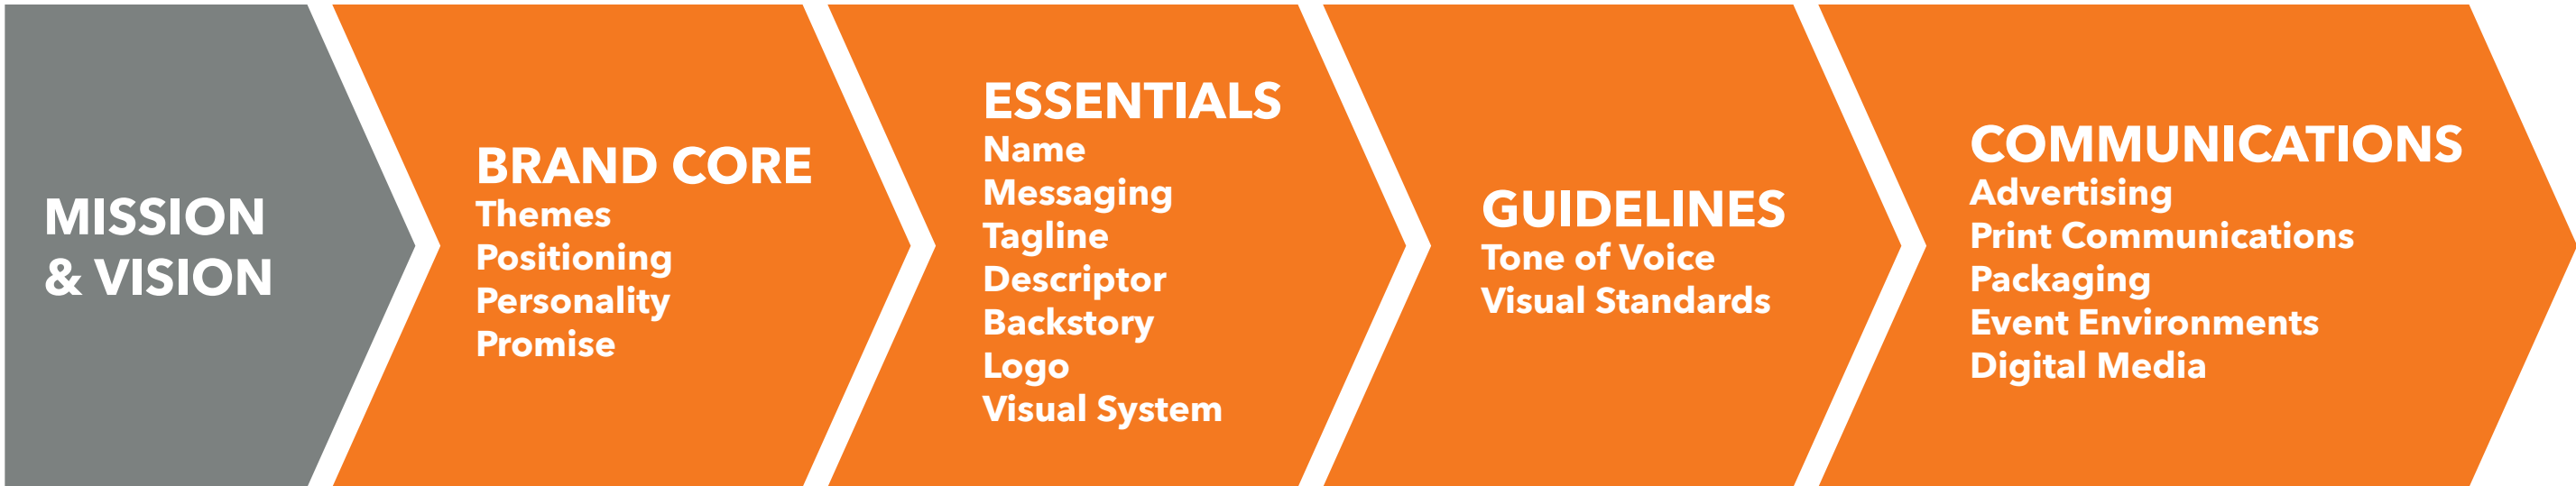 MISSION
& VISION
BRAND CORE
Themes
Positioning
Personality
Promise
ESSENTIALS
Name
Messaging
Tagline
Descriptor
Backstory
Logo
Visual System
GUIDELINES
Tone of Voice
Visual Standards
COMMUNICATIONS
Advertising
Print Communications
Packaging
Event Environments
Digital Media